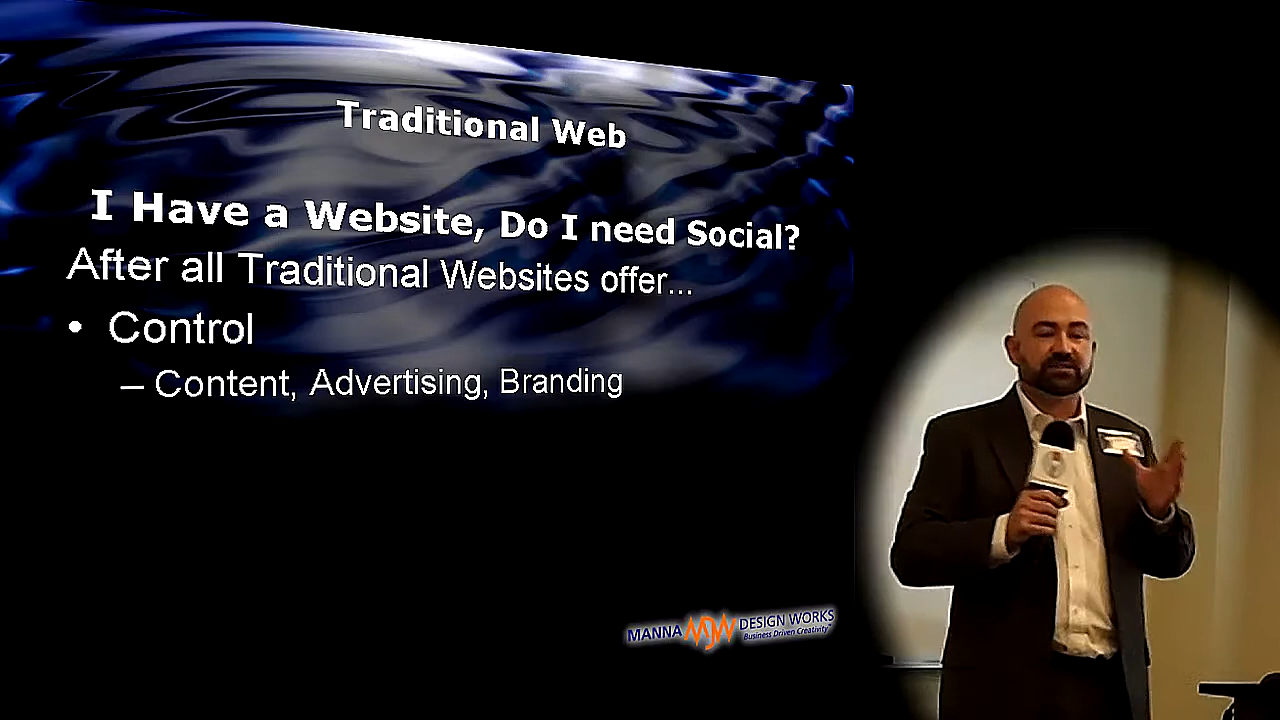 Traditional Web
I Have a Website, Do I need Social?
After all Traditional Websites offer...
• Control
– Content, Advertising, Branding
MANNA MDW DESIGN WORKS
Business Driven Creativity